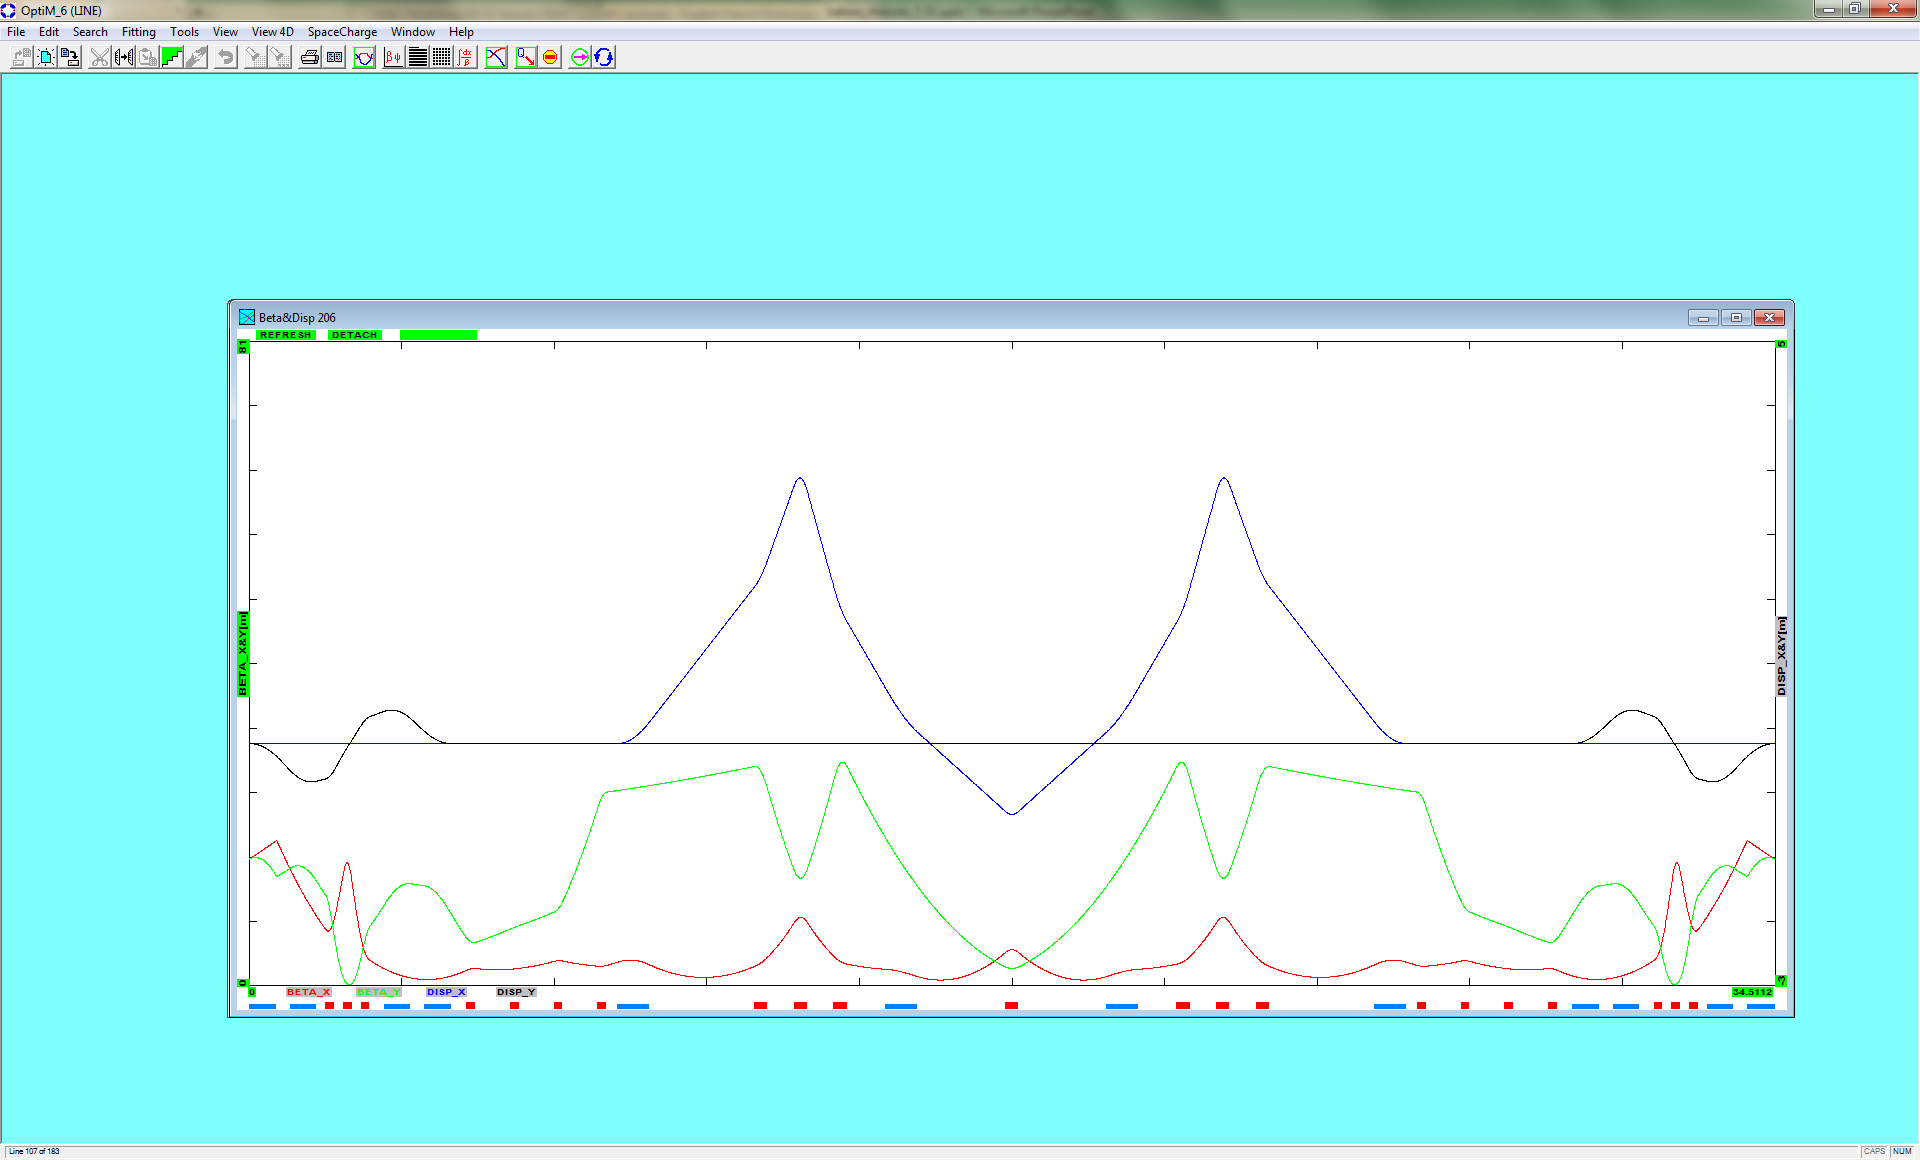 OptiM_6 (LINE)
File Edit Search Fitting Tools View View 4D SpaceCharge Window Help
Beta&Disp 206
REFRESH DETACH
81
5
BETA_X&Y[m]
DISP_X&Y[m]
0
0 BETA_X BETA_Y DISP_X DISP_Y 34.5112
Line 107 of 183
CAPS NUM